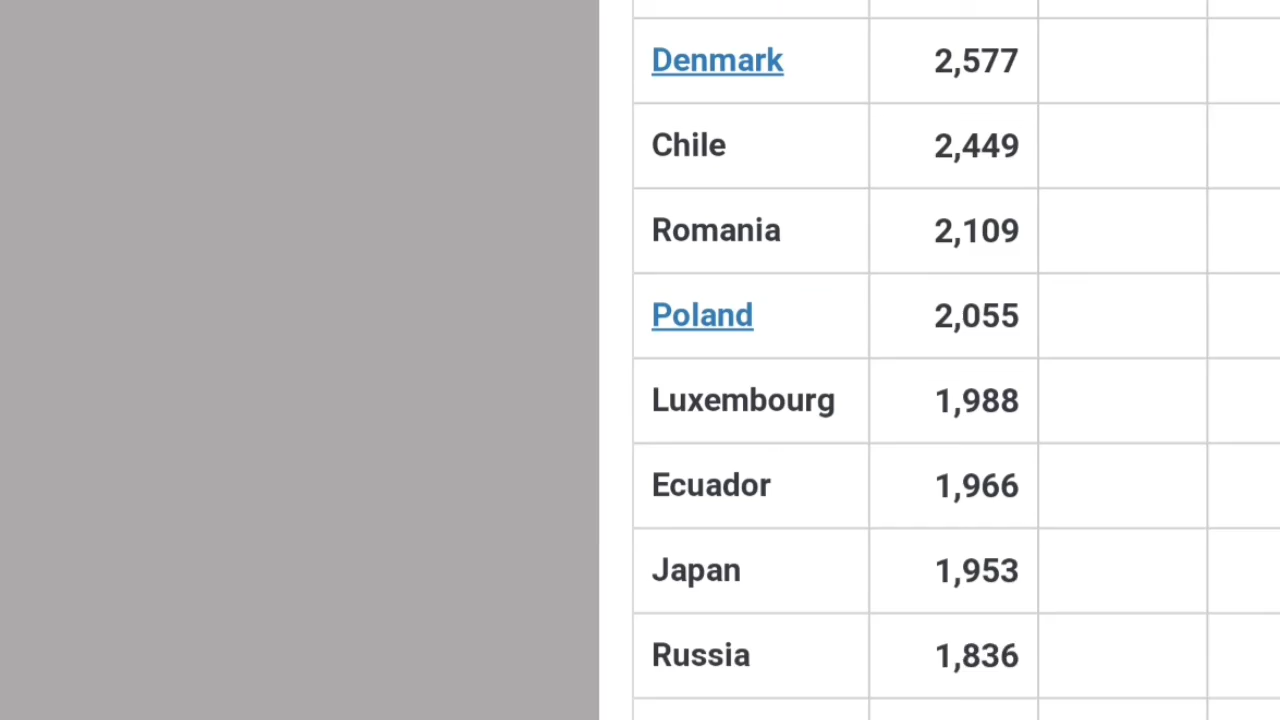 Denmark 2,577
Chile 2,449
Romania 2,109
Poland 2,055
Luxembourg 1,988
Ecuador 1,966
Japan 1,953
Russia 1,836